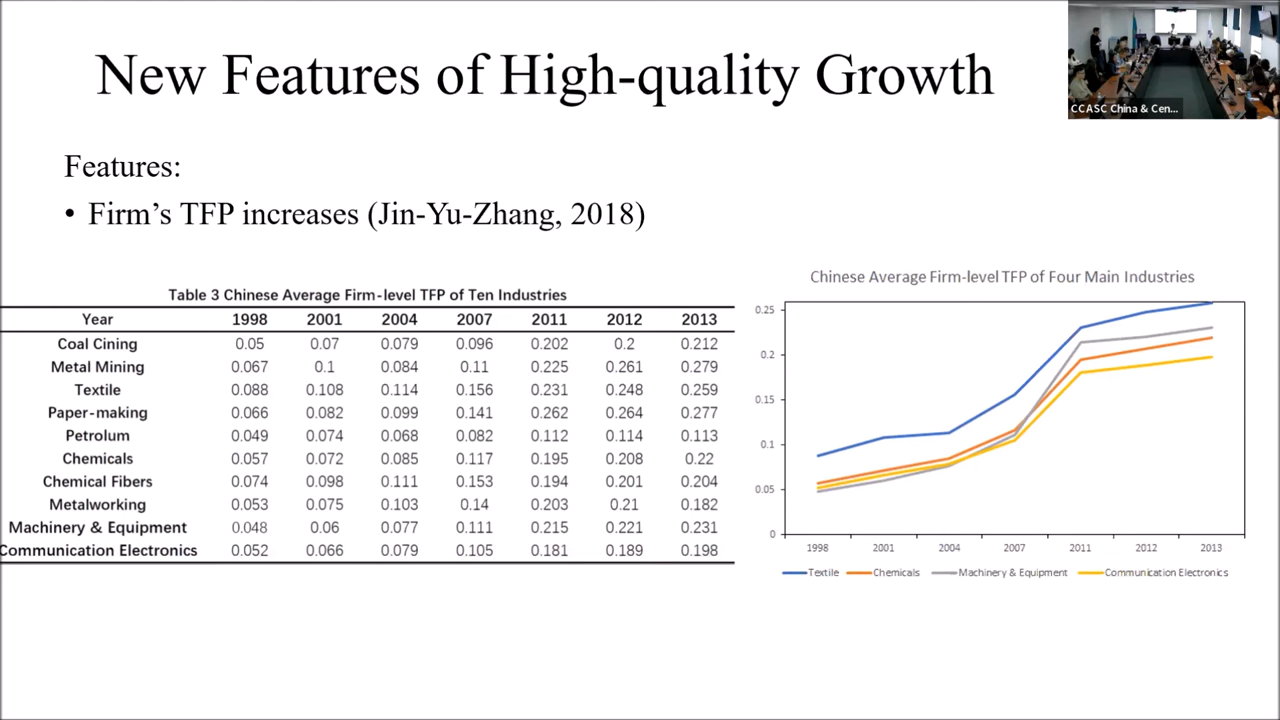 New Features of High-quality Growth
CCASC China & Cen...
Features:
• Firm's TFP increases (Jin-Yu-Zhang, 2018)
Table 3 Chinese Average Firm-level TFP of Ten Industries
Year 1998 2001 2004 2007 2011 2012 2013
Coal Cining 0.05 0.07 0.079 0.096 0.202 0.2 0.212
Metal Mining 0.067 0.1 0.084 0.11 0.225 0.261 0.279
Textile 0.088 0.108 0.114 0.156 0.231 0.248 0.259
Paper-making 0.066 0.082 0.099 0.141 0.262 0.264 0.277
Petrolum 0.049 0.074 0.068 0.082 0.112 0.114 0.113
Chemicals 0.057 0.072 0.085 0.117 0.195 0.208 0.22
Chemical Fibers 0.074 0.098 0.111 0.153 0.194 0.201 0.204
Metalworking 0.053 0.075 0.103 0.14 0.203 0.21 0.182
Machinery & Equipment 0.048 0.06 0.077 0.111 0.215 0.221 0.231
Communication Electronics 0.052 0.066 0.079 0.105 0.181 0.189 0.198
Chinese Average Firm-level TFP of Four Main Industries
0.25
0.2
0.15
0.1
0.05
0
1998 2001 2004 2007 2011 2012 2013
Textile Chemicals Machinery & Equipment Communication Electronics